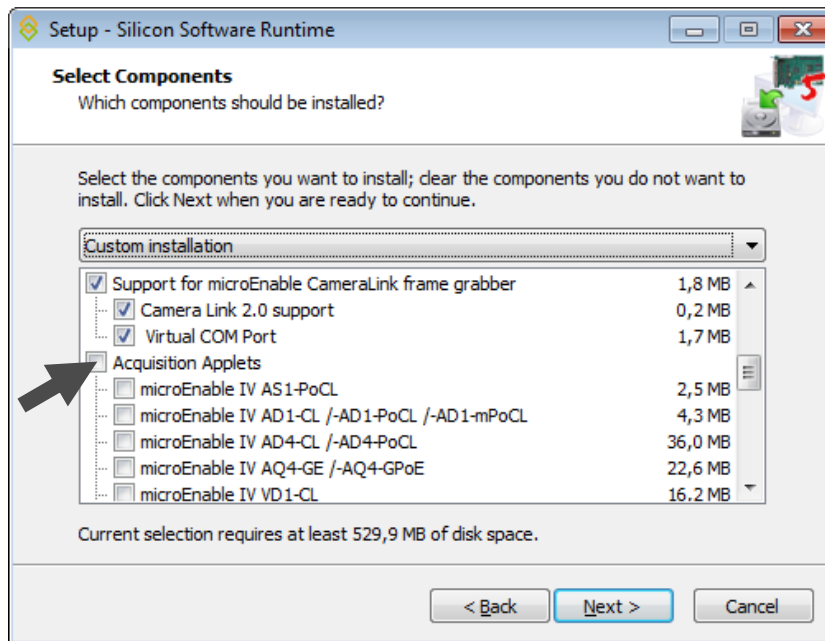 Setup - Silicon Software Runtime
Select Components
Which components should be installed?
Select the components you want to install; clear the components you do not want to
install. Click Next when you are ready to continue.
Custom installation
Support for microEnable CameraLink frame grabber 1,8 MB
Camera Link 2.0 support 0,2 MB
Virtual COM Port 1,7 MB
Acquisition Applets
microEnable IV AS1-PoCL 2,5 MB
microEnable IV AD1-CL /-AD1-PoCL /-AD1-mPoCL 4,3 MB
microEnable IV AD4-CL /-AD4-PoCL 36,0 MB
microEnable IV AQ4-GE /-AQ4-GPoE 22,6 MB
microEnable IV VD1-CL 16,2 MB
Current selection requires at least 529,9 MB of disk space.
< Back Next > Cancel